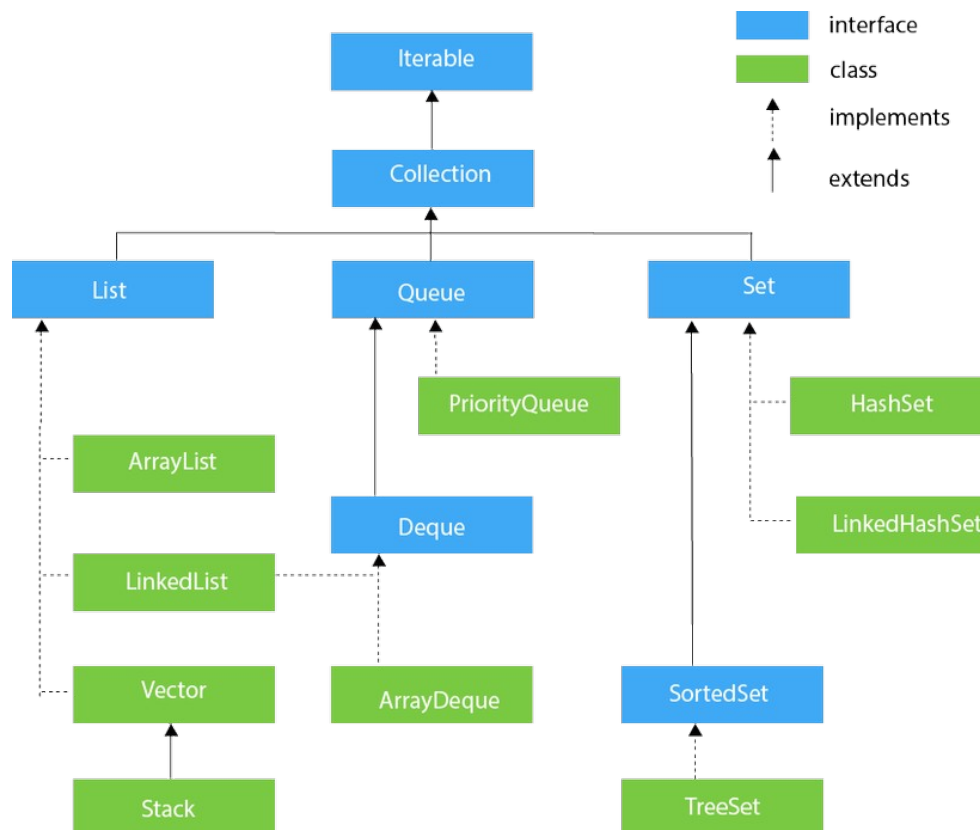 interface
Iterable
class
implements
Collection
extends
List
Queue
Set
PriorityQueue
HashSet
ArrayList
Deque
LinkedHashSet
LinkedList
Vector
ArrayDeque
SortedSet
Stack
TreeSet